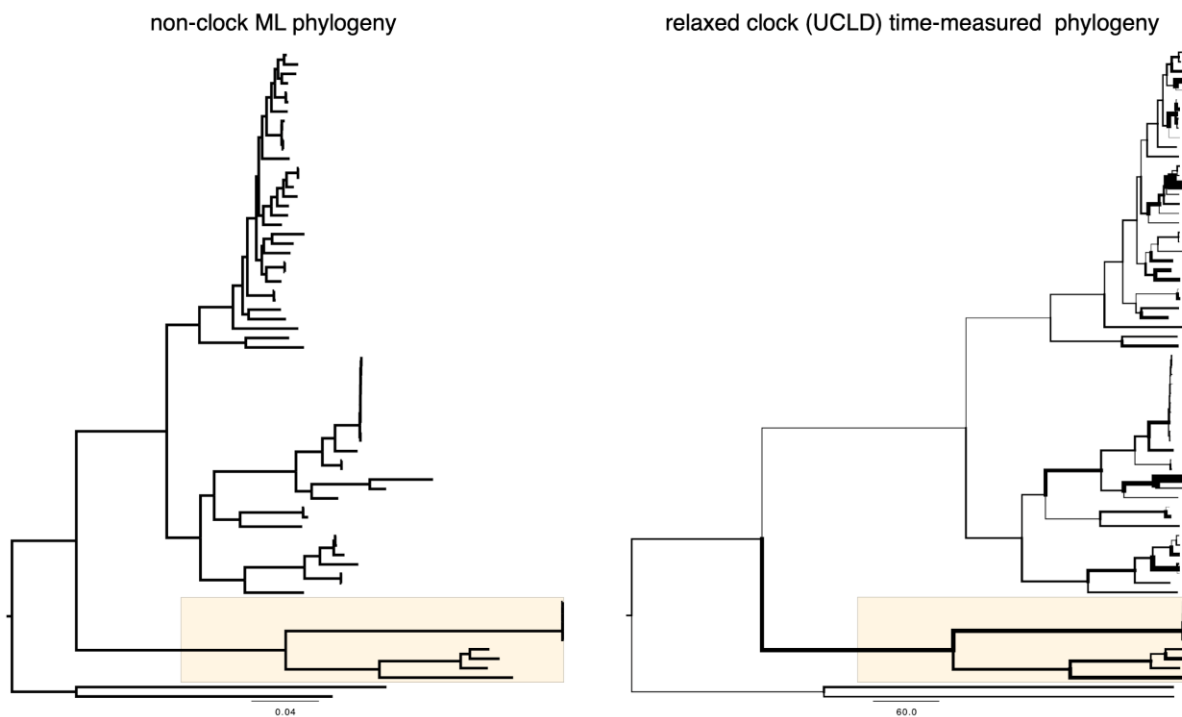 non-clock ML phylogeny
relaxed clock (UCLD) time-measured phylogeny
0.04
60.0